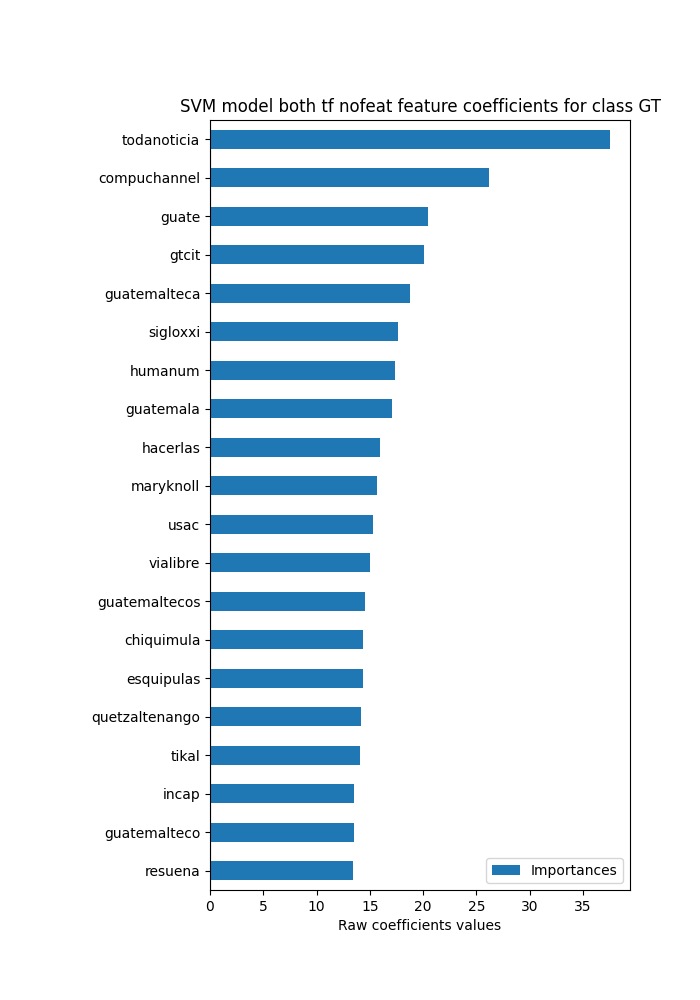 SVM model both tf nofeat feature coefficients for class GT
todanoticia
compuchannel
guate
gtcit
guatemalteca
sigloxxi
humanum
guatemala
hacerlas
maryknoll
usac
vialibre
guatemaltecos
chiquimula
esquipulas
quetzaltenango
tikal
incap
guatemalteco
resuena
Importances
0 5 10 15 20 25 30 35
Raw coefficients values